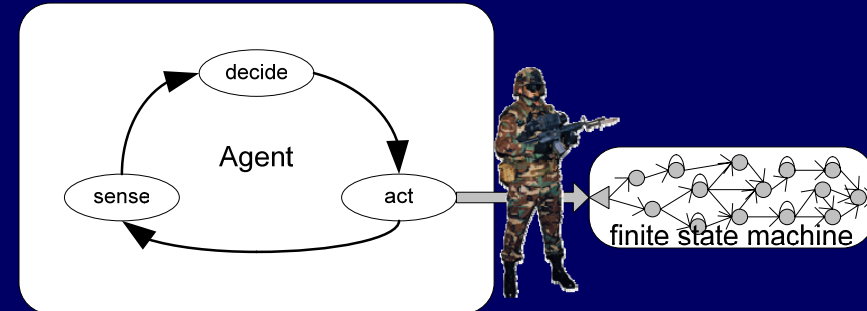 decide
Agent
sense
act
finite state machine